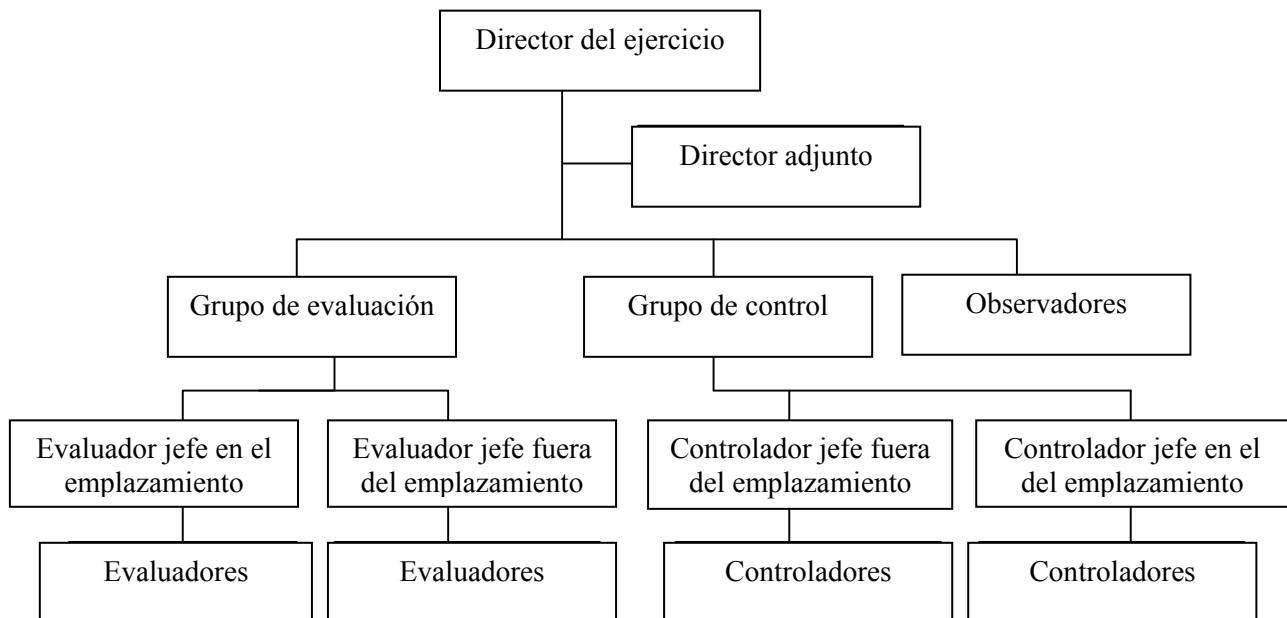 Director del ejercicio
Director adjunto
Grupo de evaluación
Grupo de control
Observadores
Evaluador jefe en el
emplazamiento
Evaluador jefe fuera
del emplazamiento
Controlador jefe fuera
del emplazamiento
Controlador jefe en el
del emplazamiento
Evaluadores
Evaluadores
Controladores
Controladores